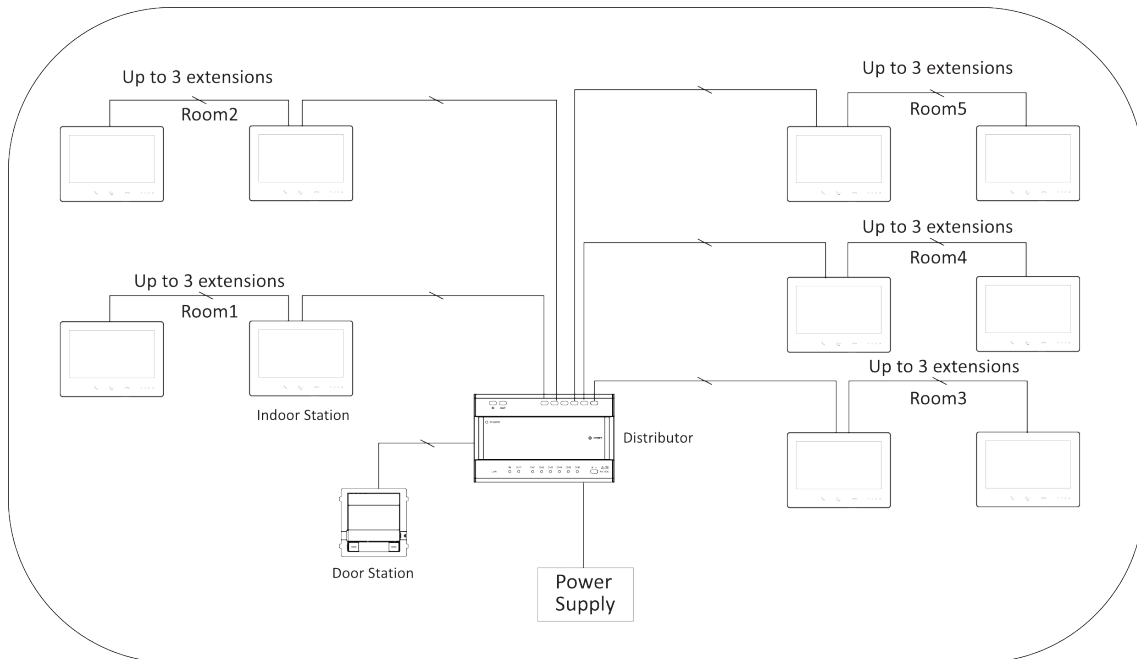 Up to 3 extensions
Room2
Up to 3 extensions
Room5
Up to 3 extensions
Room1
Up to 3 extensions
Room4
Indoor Station
Up to 3 extensions
Room3
Distributor
Door Station
Power
Supply